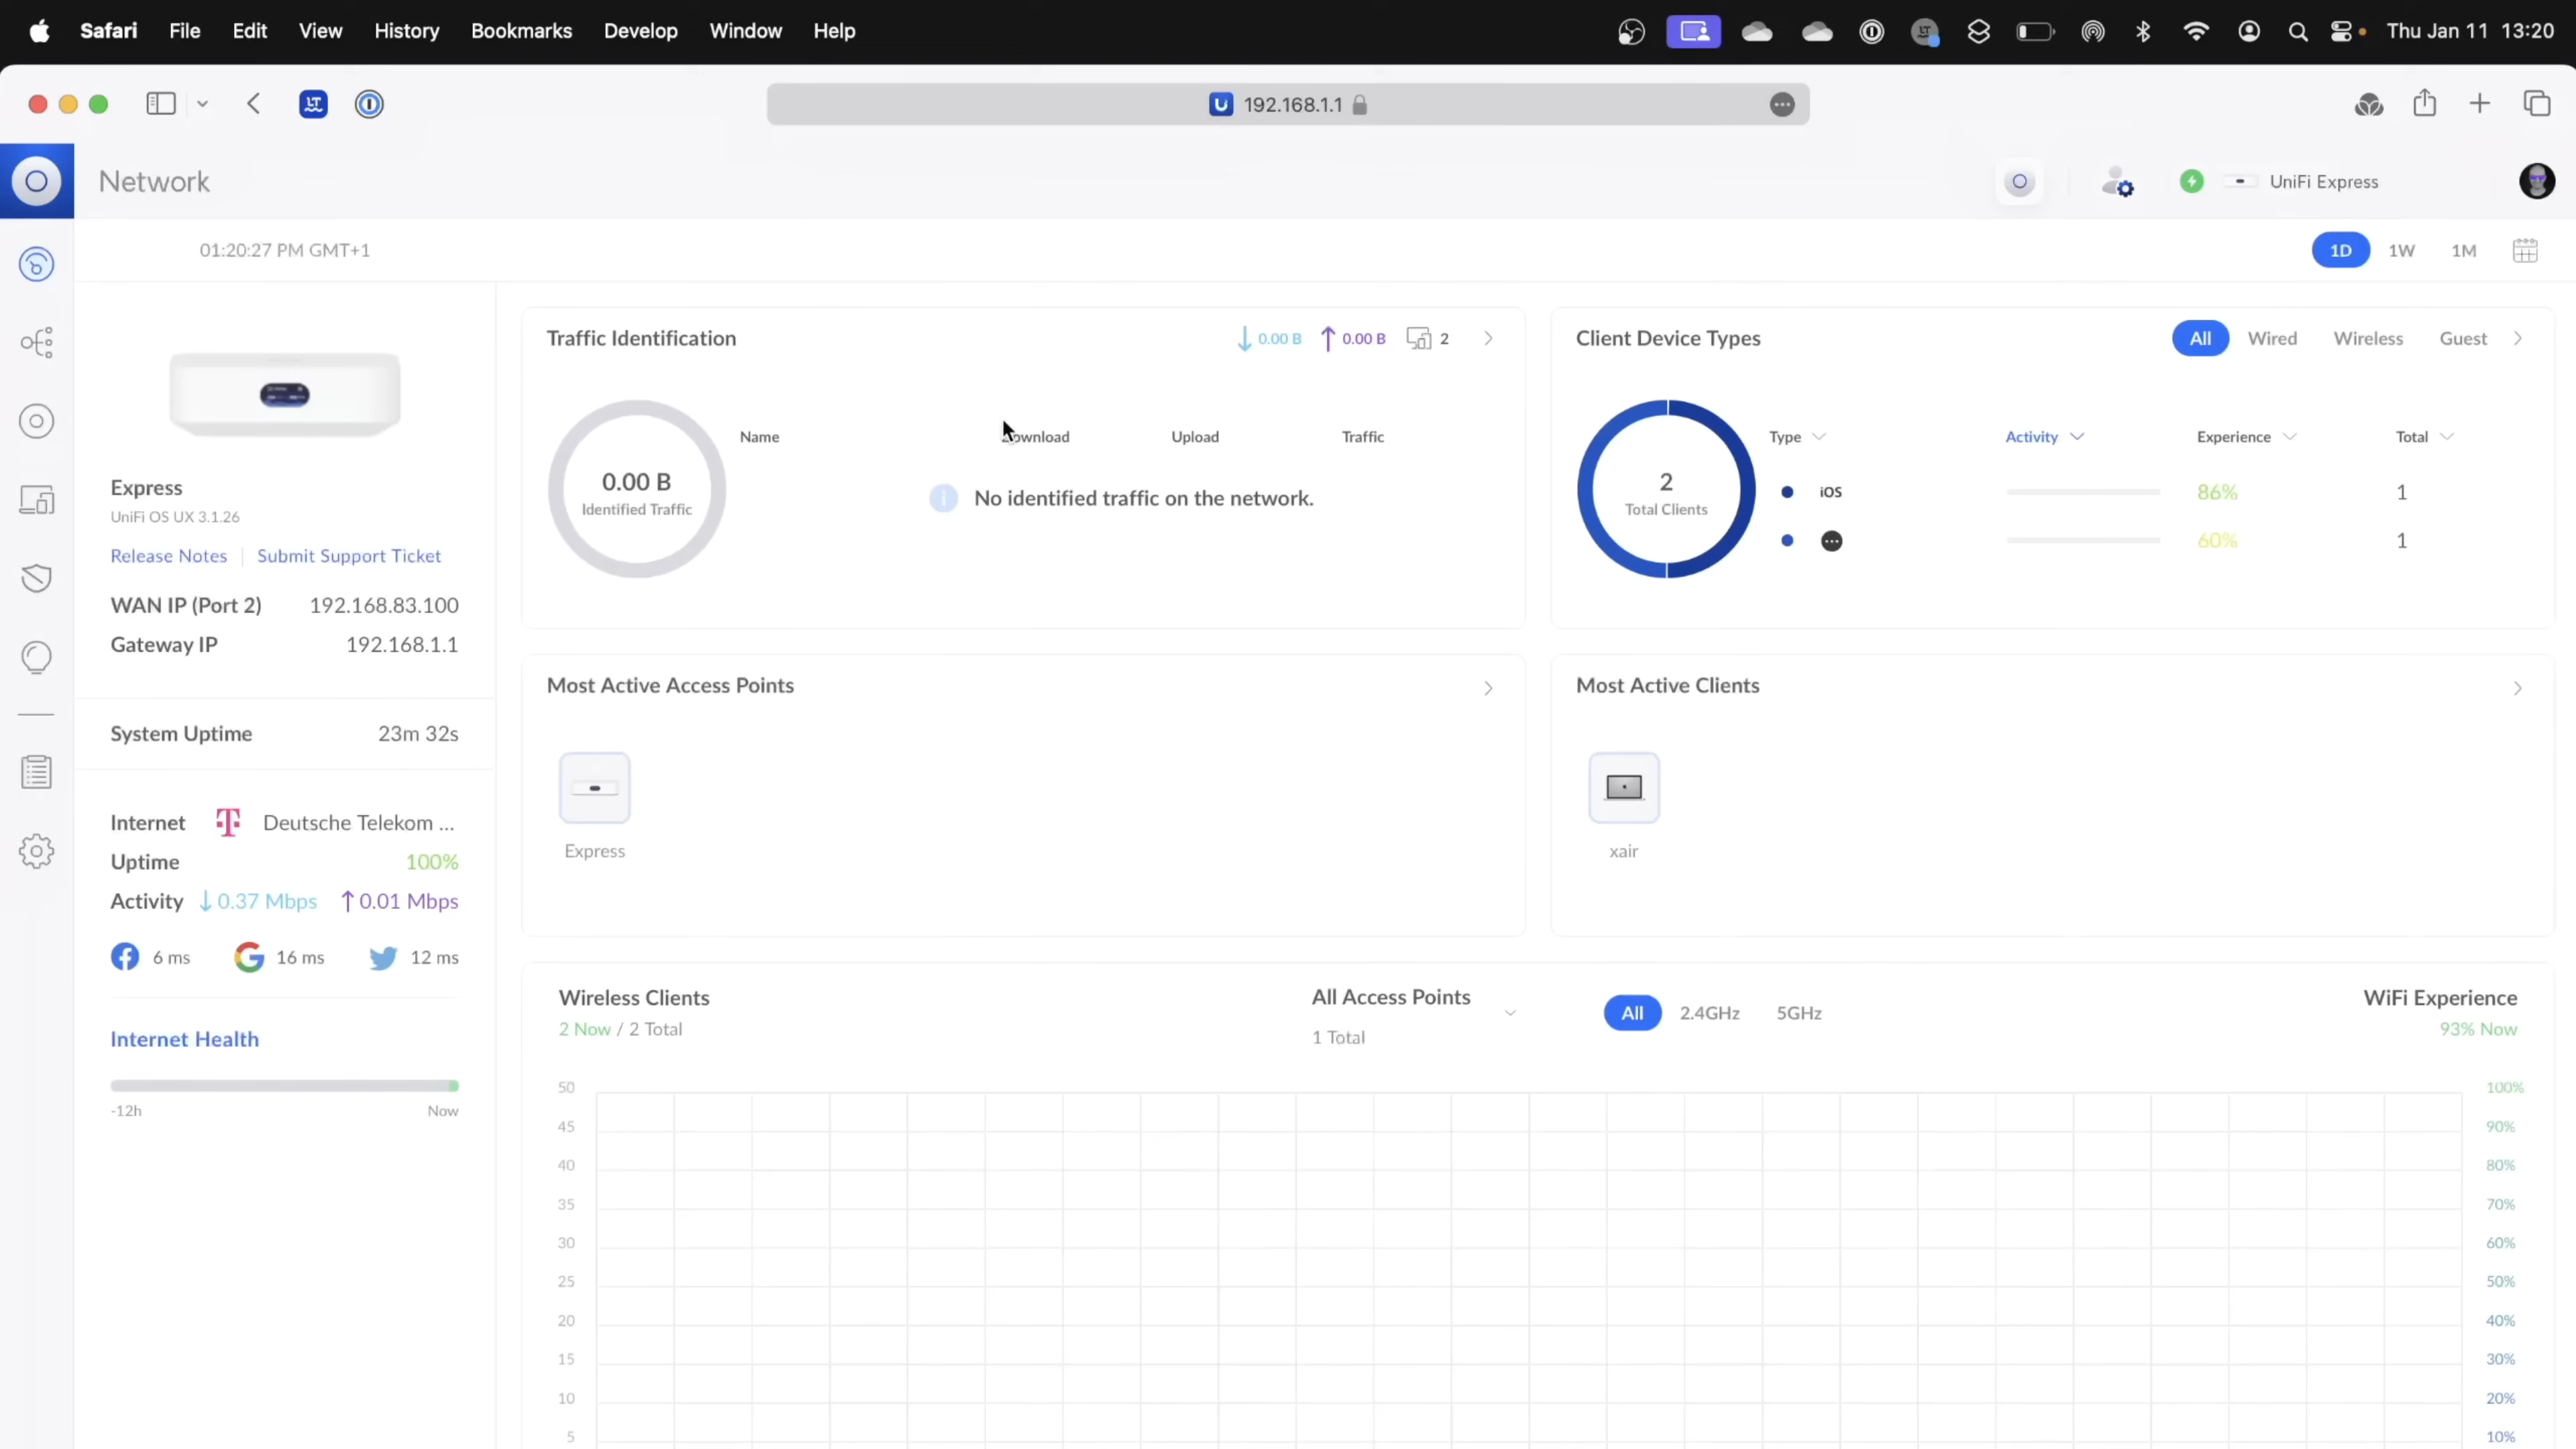 Safari File Edit View History Bookmarks Develop Window Help Thu Jan 11 13:20
192.168.1.1
Network UniFi Express
01:20:27 PM GMT+1 1D 1W 1M
Express
UniFi OS UX 3.1.26
Release Notes Submit Support Ticket
WAN IP (Port 2) 192.168.83.100
Gateway IP 192.168.1.1
System Uptime 23m 32s
Internet Deutsche Telekom ...
Uptime 100%
Activity ↓0.37 Mbps ↑0.01 Mbps
6 ms 16 ms 12 ms
Internet Health
-12h Now
Traffic Identification ↓0.00 B ↑0.00 B 2
Name Download Upload Traffic
0.00 B
Identified Traffic
No identified traffic on the network.
Client Device Types All Wired Wireless Guest
Type Activity Experience Total
2
Total Clients
iOS 86% 1
60% 1
Most Active Access Points
Express
Most Active Clients
xair
Wireless Clients
2 Now / 2 Total
All Access Points
1 Total
All 2.4GHz 5GHz
WiFi Experience
93% Now
50 100%
45 90%
40 80%
35 70%
30 60%
25 50%
20 40%
15 30%
10 20%
5 10%